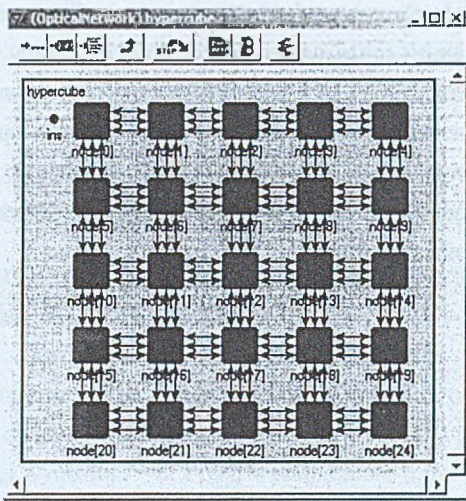 (OpticalNetwork) hypercube
STEP
hypercube
ini
node[0] node[1] node[2] node[3] node[4]
node[5] node[6] node[7] node[8] node[9]
node[10] node[11] node[12] node[13] node[14]
node[15] node[16] node[17] node[18] node[19]
node[20] node[21] node[22] node[23] node[24]